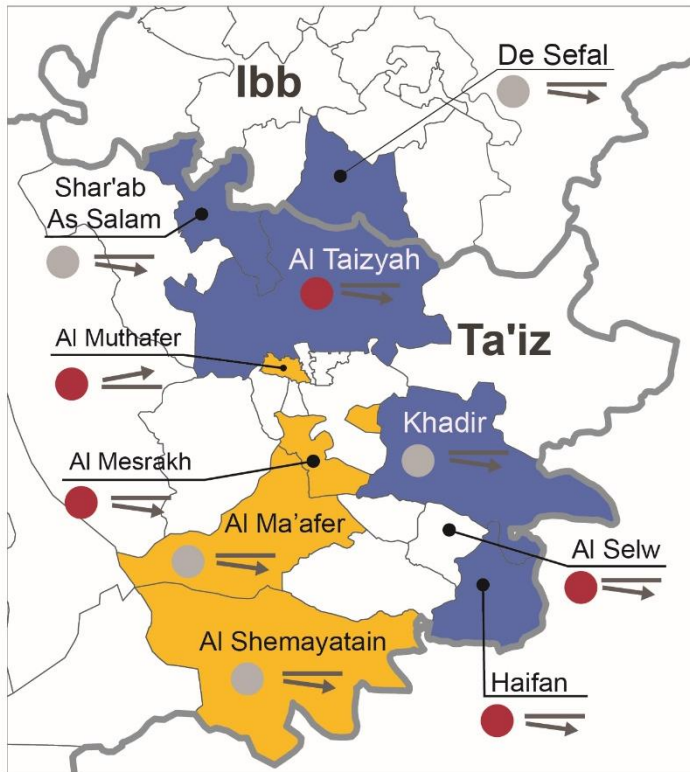 De Sefal
Ibb
Shar'ab
As Salam
Al Taizyah
Al Muthafer
Ta'iz
Khadir
Al Mesrakh
Al Ma’afer
Al Selw
Al Shemayatain
Haifan